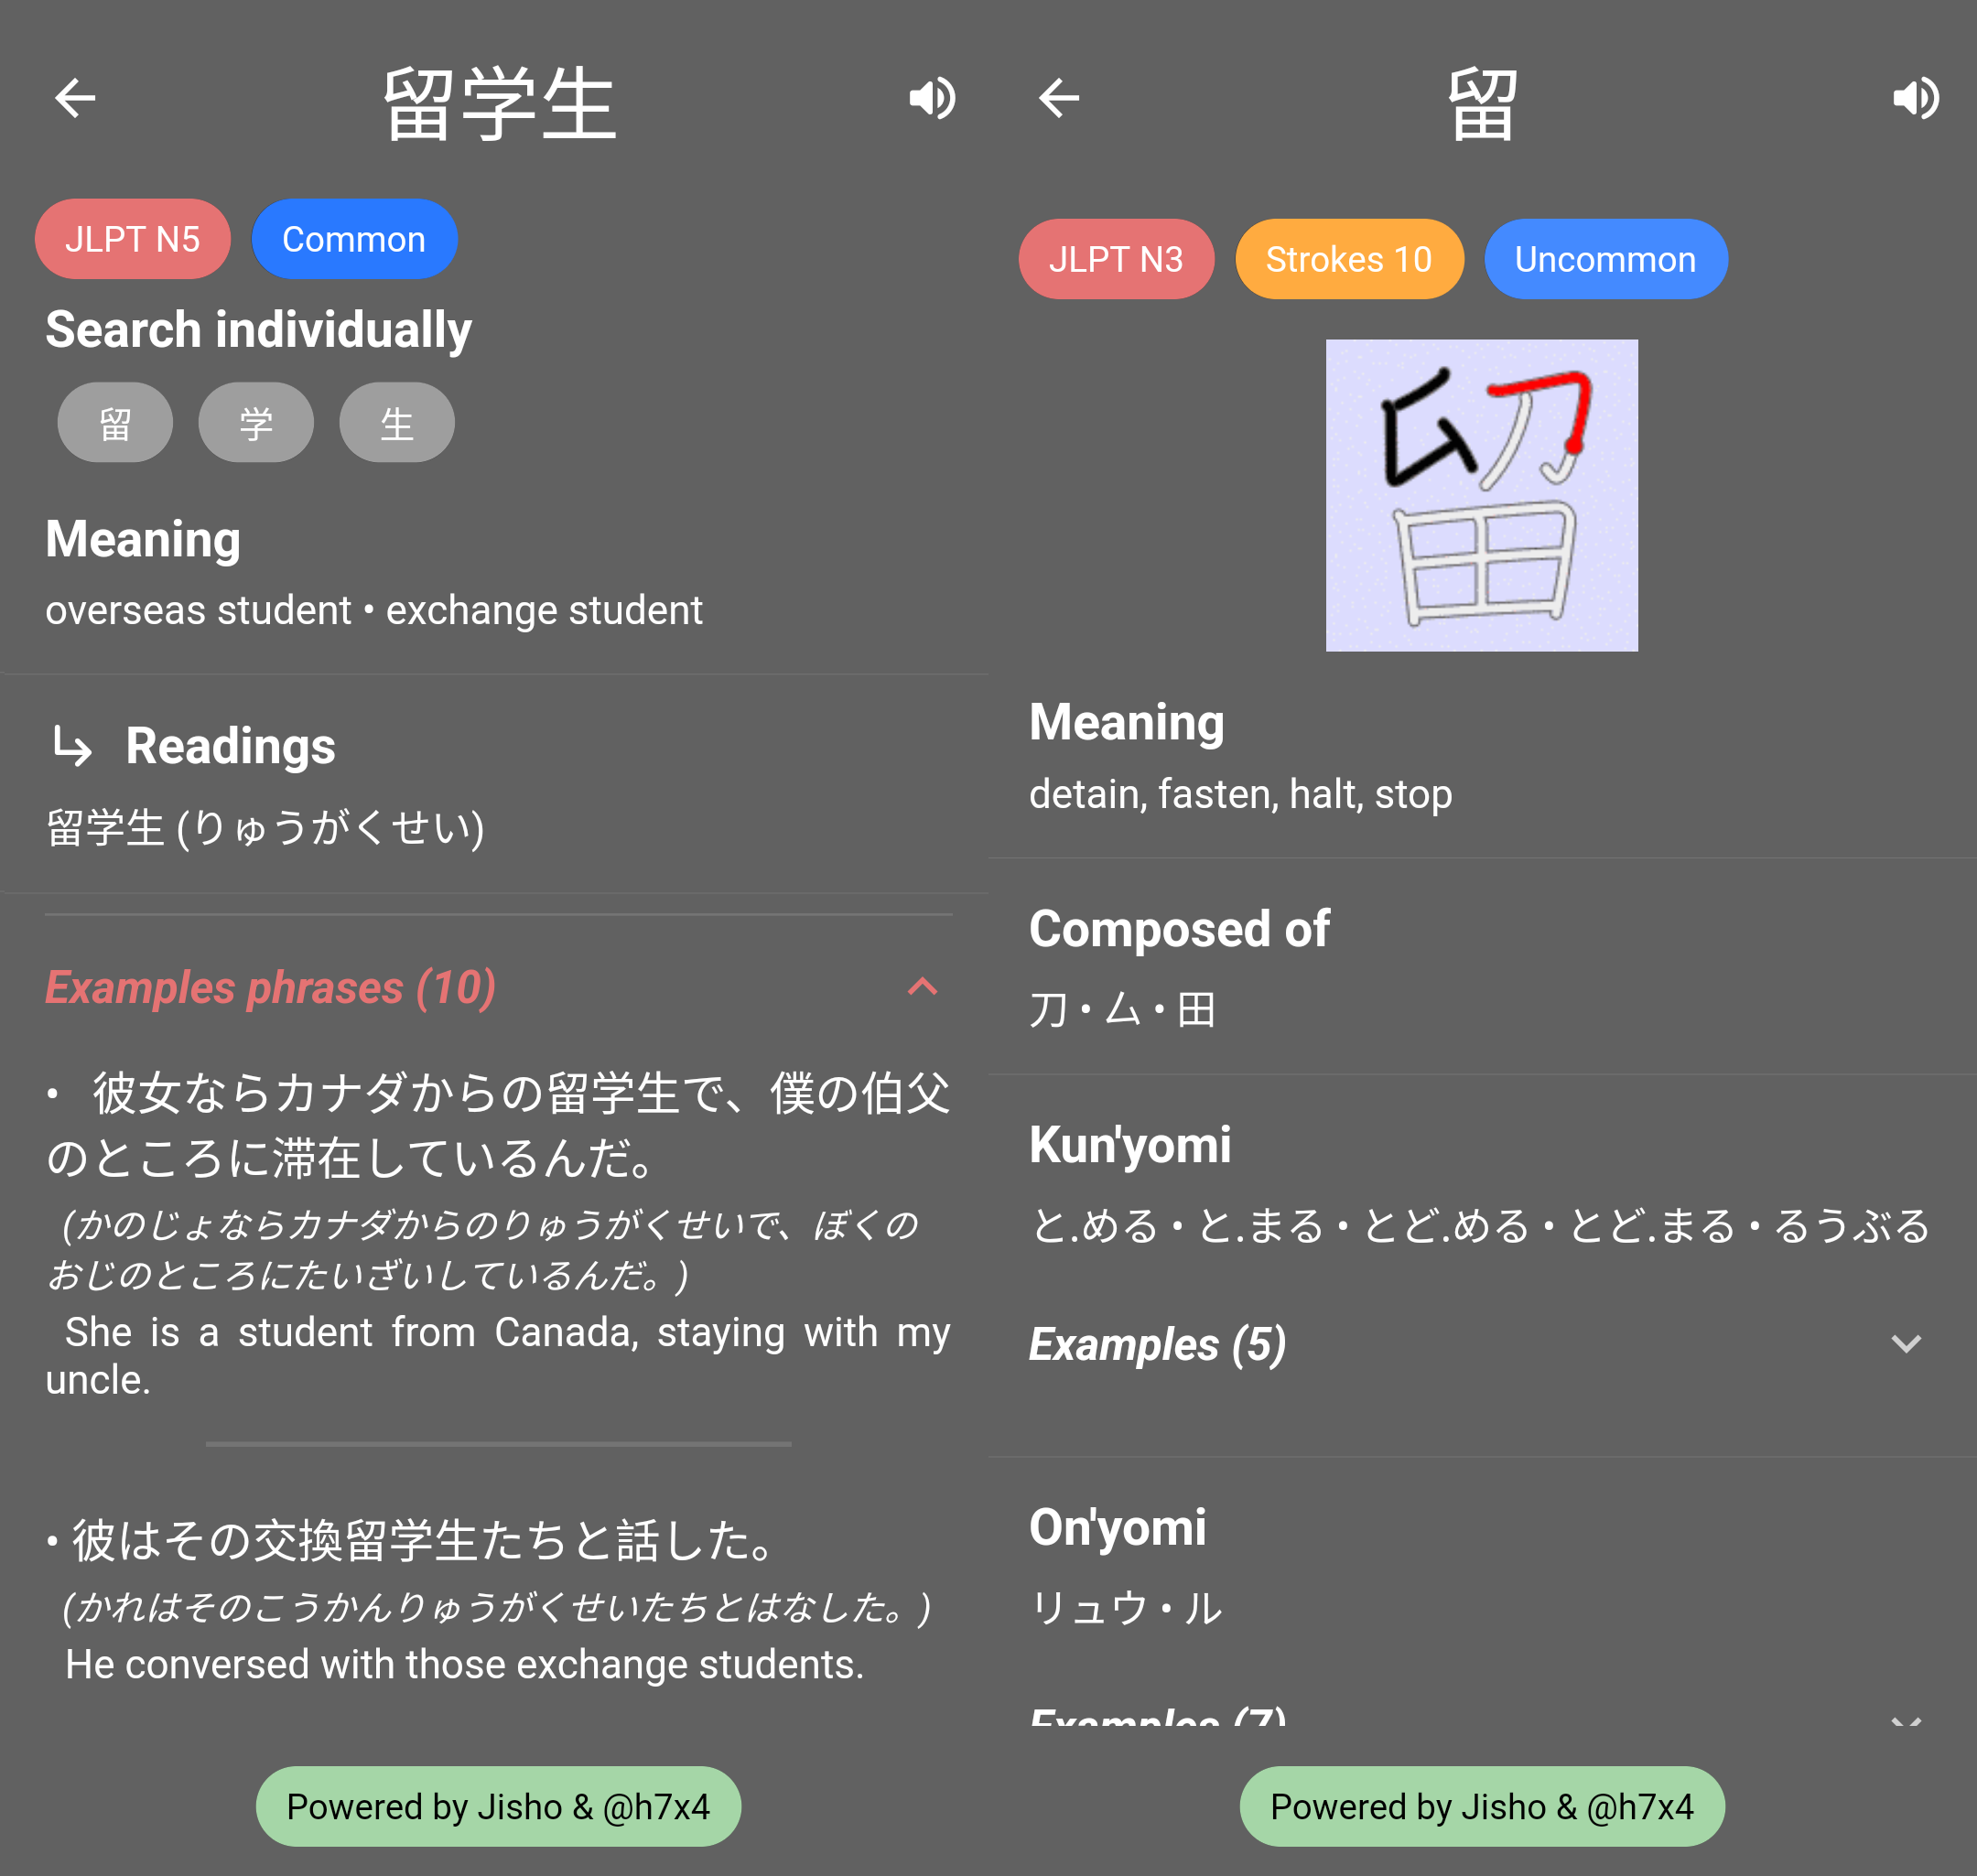 留学生
JLPT N5
Common
Search individually
留
学
生
Meaning
overseas student • exchange student
Readings
留学生 (りゅうがくせい)
Examples phrases (10)
• 彼女ならカナダからの留学生で、僕の伯父
のところに滞在しているんだ。
(かのじょならカナダからのりゅうがくせいで、ぼくの
おじのところにたいざいしているんだ。)
She is a student from Canada, staying with my
uncle.
• 彼はその交換留学生たちと話した。
(かれはそのこうかんりゅうがくせいたちとはなした。)
He conversed with those exchange students.
Powered by Jisho & @h7x4
留
JLPT N3
Strokes 10
Uncommon
留
Meaning
detain, fasten, halt, stop
Composed of
刀 • ム • 田
Kun'yomi
と.める • と.まる • とど.める • とど.まる • るうぶる
Examples (5)
On'yomi
リュウ • ル
Examples (7)
Powered by Jisho & @h7x4